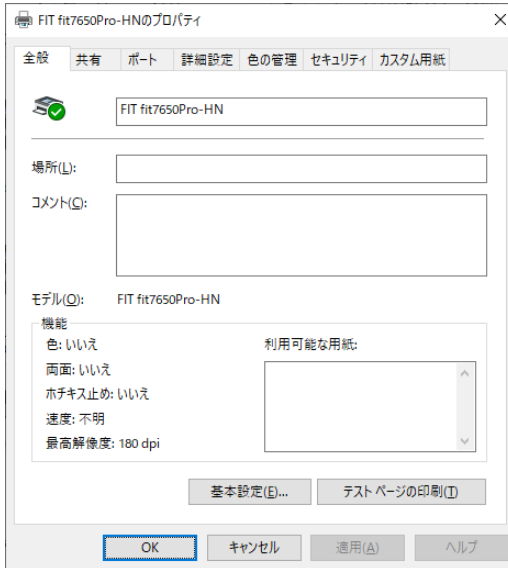 FIT fit7650Pro-HNのプロパティ
全般 共有 ポート 詳細設定 色の管理 セキュリティ カスタム用紙
FIT fit7650Pro-HN
場所(L):
コメント(C):
モデル(O): FIT fit7650Pro-HN
機能
色: いいえ 利用可能な用紙:
両面: いいえ
ホチキス止め: いいえ
速度: 不明
最高解像度: 180 dpi
基本設定(E)... テスト ページの印刷(T)
OK キャンセル 適用(A) ヘルプ